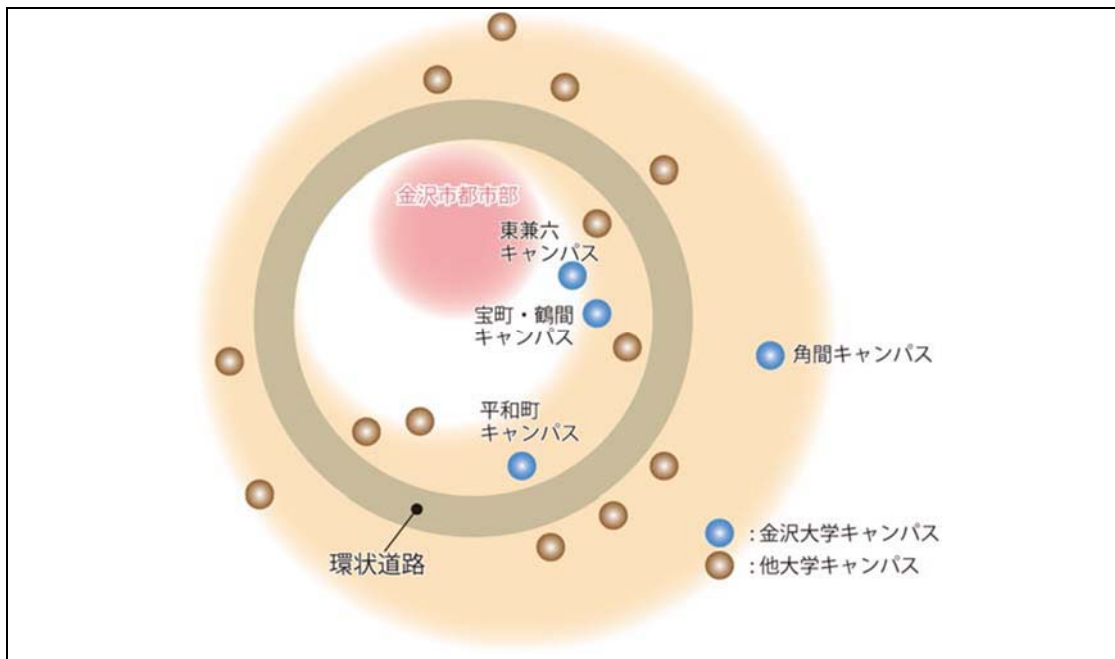 金沢市都市部
東兼六
キャンパス
宝町・鶴間
キャンパス
角間キャンパス
平和町
キャンパス
環状道路
：金沢大学キャンパス
：他大学キャンパス